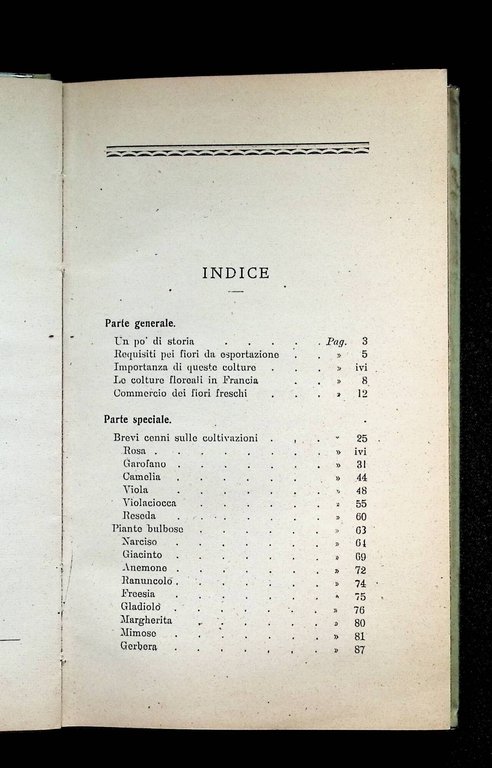 INDICE
Parte generale.
Un po' di storia . . . . . Pag. 3
Requisiti pei fiori da esportazione . . » 5
Importanza di queste colture . . . » ivi
Le colture floreali in Francia . . . » 8
Commercio dei fiori freschi . . . » 12
Parte speciale.
Brevi cenni sulle coltivazioni . . . » 25
Rosa . . . . . . . » ivi
Garofano . . . . . . » 31
Camelia . . . . . . » 44
Viola . . . . . . » 48
Violaciocca . . . . . . » 55
Reseda . . . . . . » 60
Piante bulbose . . . . . . » 63
Narciso . . . . . . » 64
Giacinto . . . . . . » 69
Anemone . . . . . . » 72
Ranuncolo . . . . . . » 74
Freesia . . . . . . » 75
Gladiolo . . . . . . » 76
Margherita . . . . . . » 80
Mimose . . . . . . » 81
Gerbera . . . . . . » 87